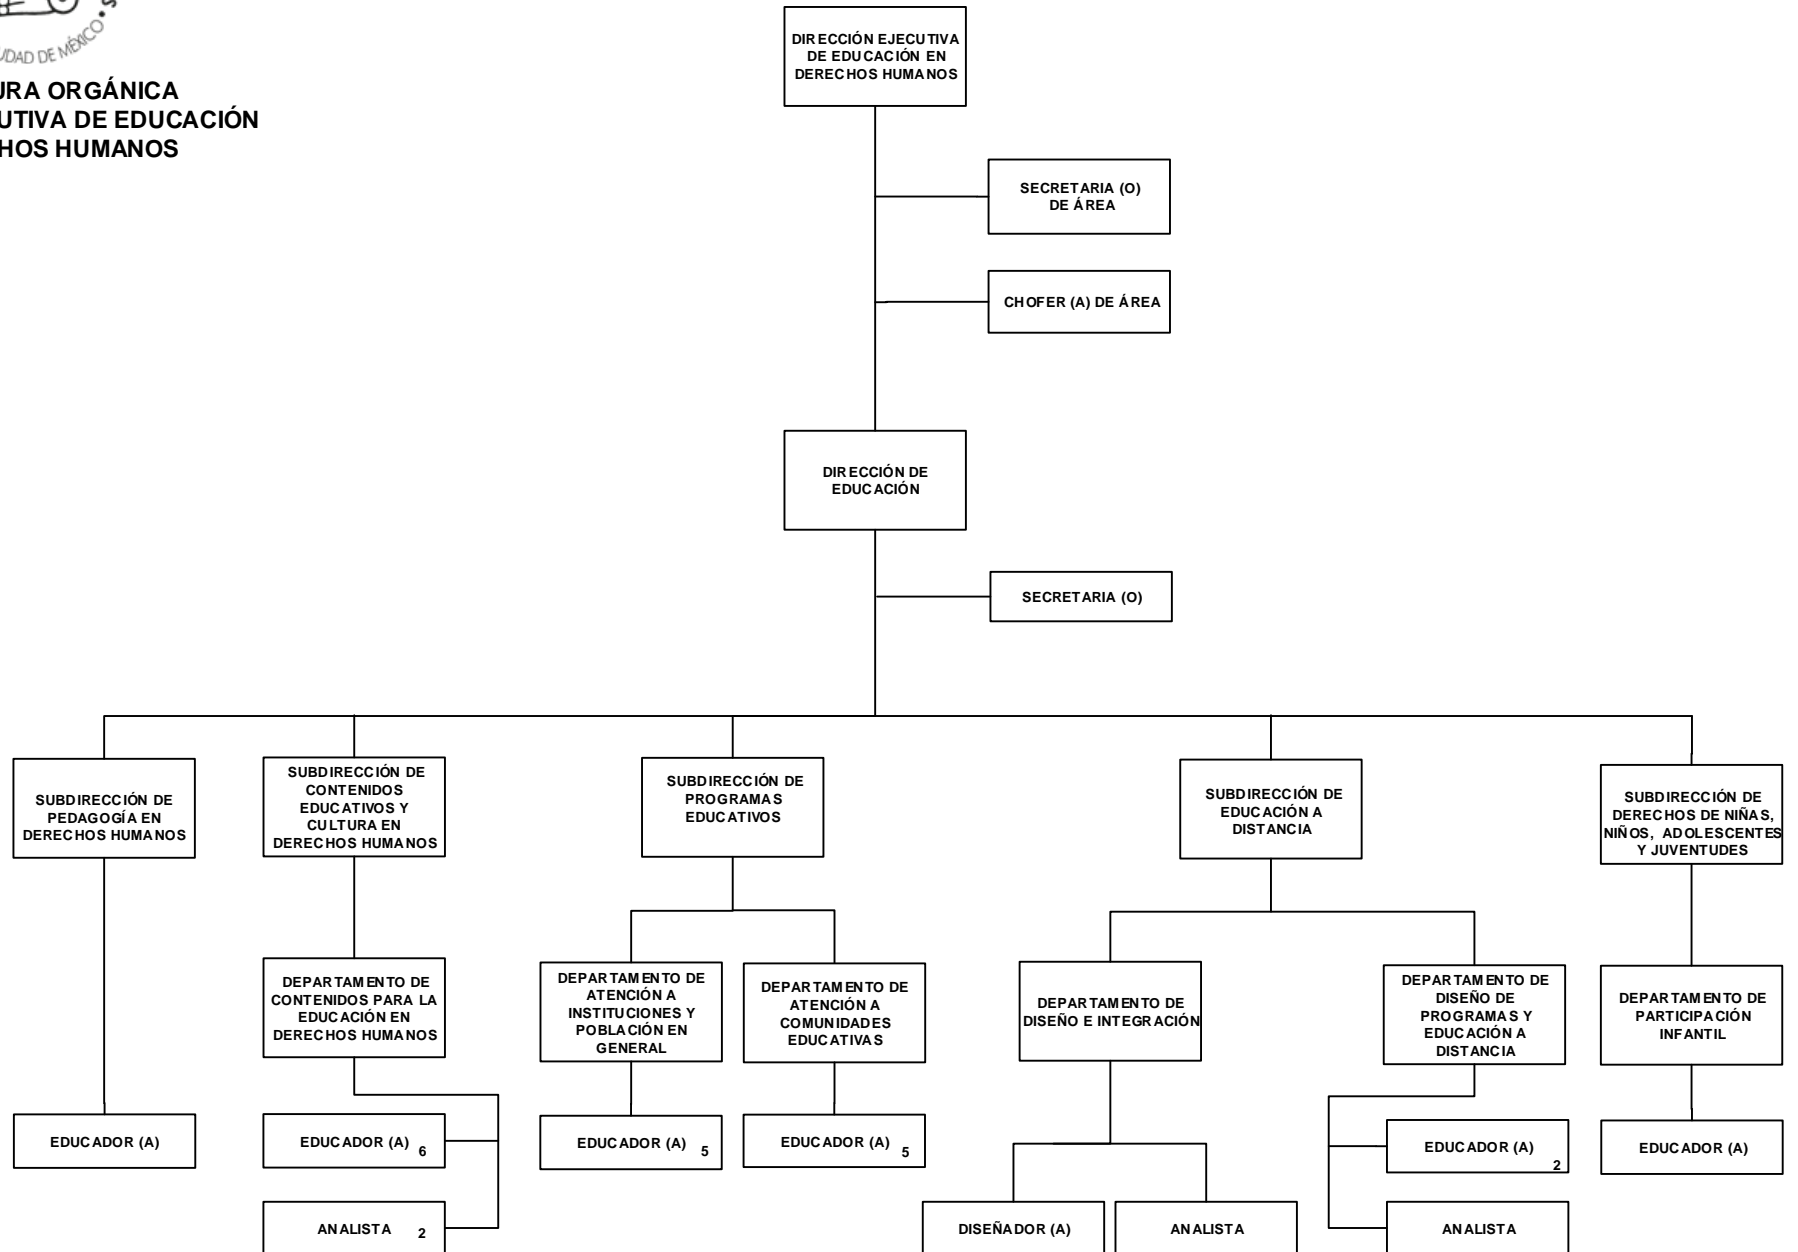 DIRECCIÓN EJECUTIVA
DE EDUCACIÓN EN
DERECHOS HUMANOS
DE MÉXICO
ORGÁNICA
DE EDUCACIÓN
HUMANOS
SECRETARIA (O)
DE ÁREA
CHOFER (A) DE ÁREA
DIRECCIÓN DE
EDUCACIÓN
SECRETARIA (O)
SUBDIRECCIÓN DE
PEDAGOGÍA EN
DERECHOS HUMANOS
SUBDIRECCIÓN DE
CONTENIDOS
EDUCATIVOS Y
CULTURA EN
DERECHOS HUMANOS
SUBDIRECCIÓN DE
PROGRAMAS
EDUCATIVOS
SUBDIRECCIÓN DE
EDUCACIÓN A
DISTANCIA
SUBDIRECCIÓN DE
DERECHOS DE NIÑAS,
NIÑOS, ADOLESCENTES
Y JUVENTUDES
DEPARTAMENTO DE
CONTENIDOS PARA LA
EDUCACIÓN EN
DERECHOS HUMANOS
DEPARTAMENTO DE
ATENCIÓN A
INSTITUCIONES Y
POBLACIÓN EN
GENERAL
DEPARTAMENTO DE
ATENCIÓN A
COMUNIDADES
EDUCATIVAS
DEPARTAMENTO DE
DISEÑO E INTEGRACIÓN
DEPARTAMENTO DE
DISEÑO DE
PROGRAMAS Y
EDUCACIÓN A
DISTANCIA
DEPARTAMENTO DE
PARTICIPACIÓN
INFANTIL
EDUCADOR (A)
EDUCADOR (A) 6
EDUCADOR (A) 5
EDUCADOR (A) 5
EDUCADOR (A) 2
EDUCADOR (A)
ANALISTA 2
DISEÑADOR (A)
ANALISTA
ANALISTA